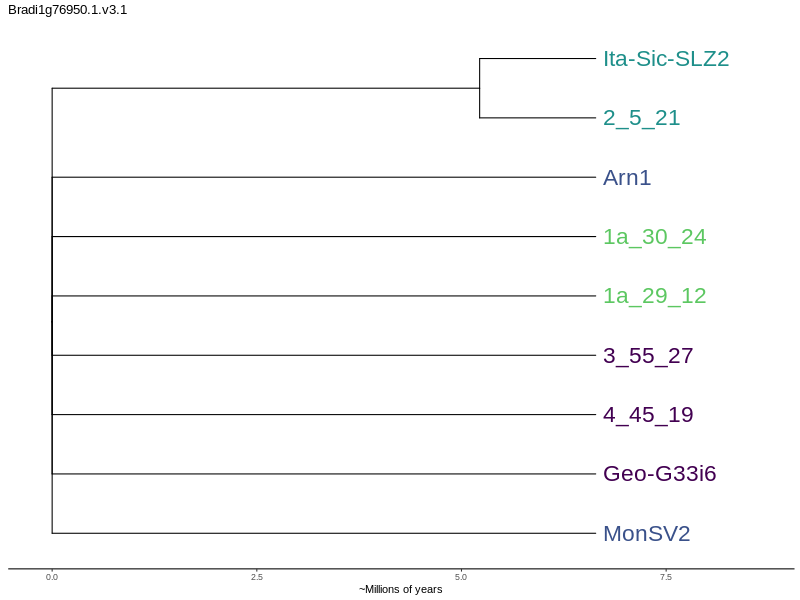 Bradi1g76950.1.v3.1
Ita-Sic-SLZ2
2_5_21
Arn1
1a_30_24
1a_29_12
3_55_27
4_45_19
Geo-G33i6
MonSV2
0.0 2.5 5.0 7.5
~Millions of years